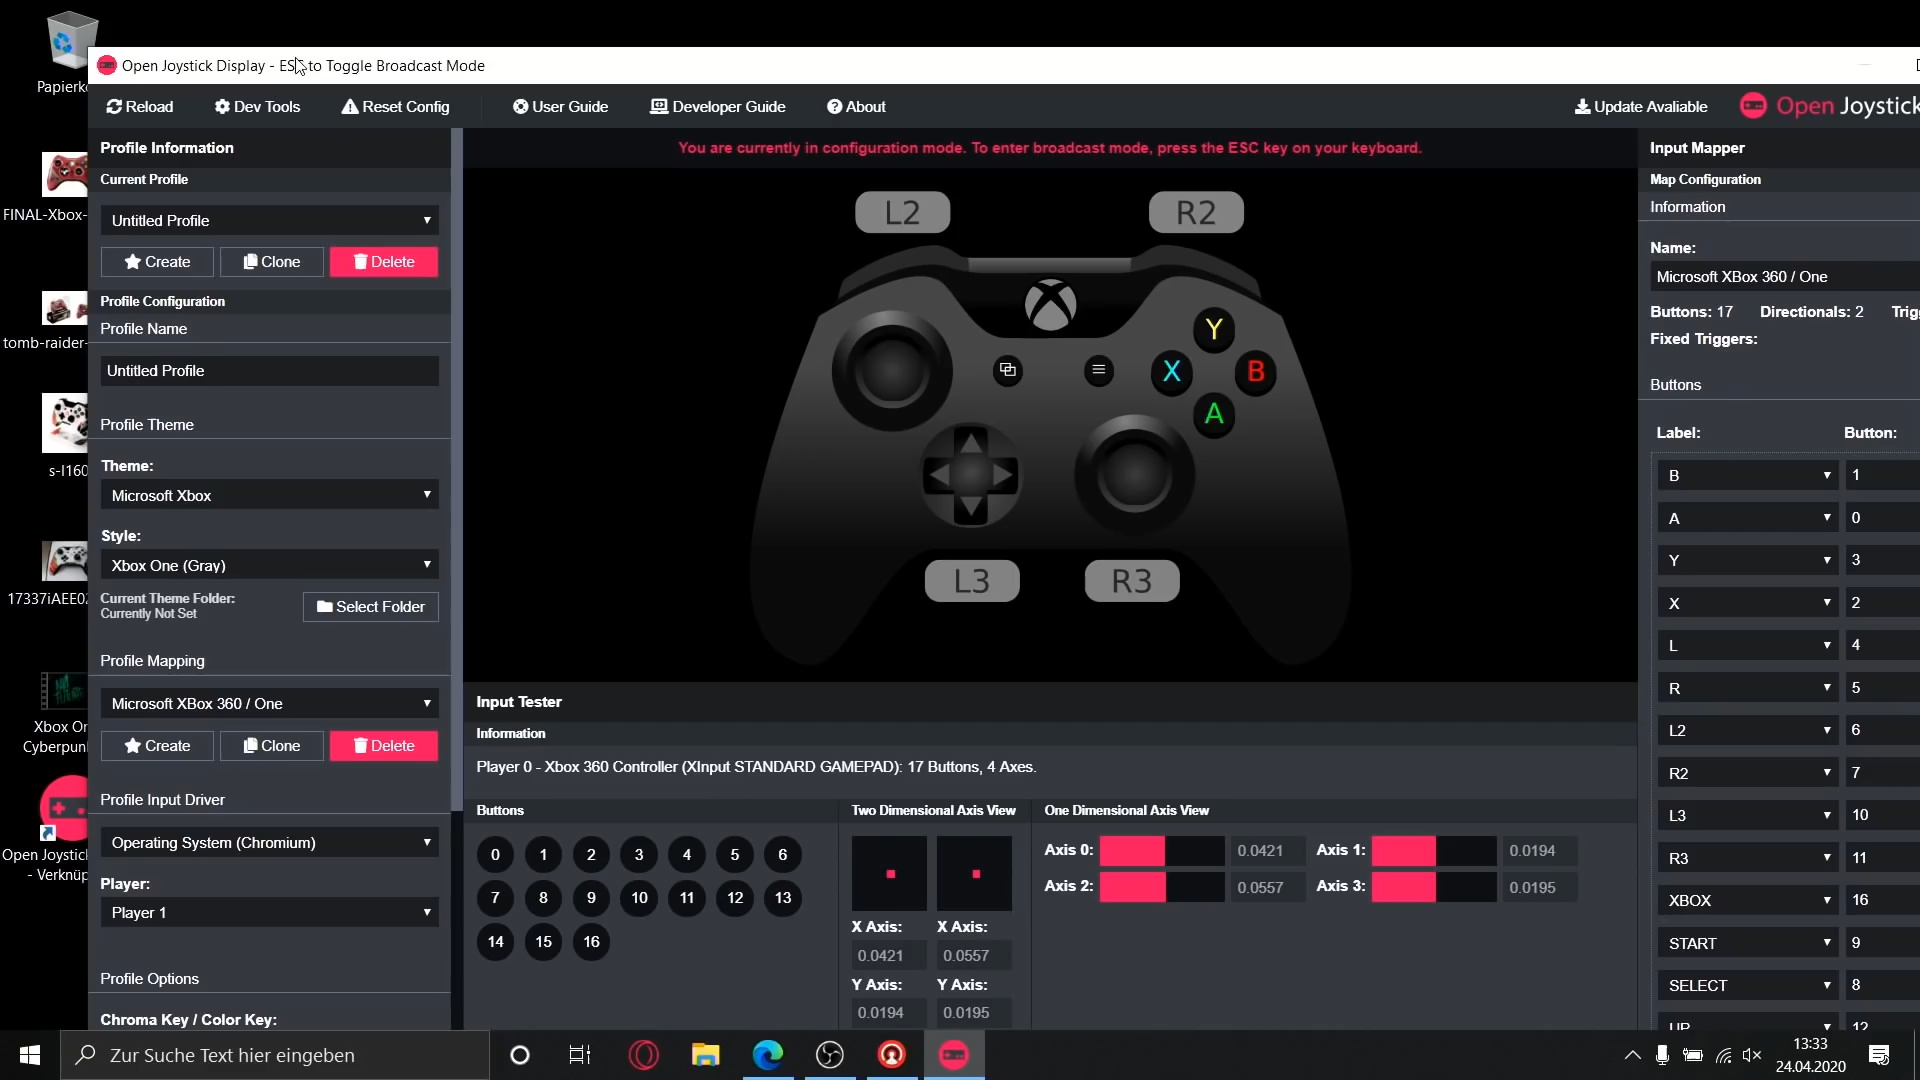 Papierk
FINAL-Xbox-
tomb-raider-
s-l160
17337iAEE02
Xbox On
Cyberpunk
Open Joystick
- Verknüp
Open Joystick Display - ESC to Toggle Broadcast Mode
Reload
Dev Tools
Reset Config
User Guide
Developer Guide
About
Update Avaliable
Open Joystick
Profile Information
Current Profile
Untitled Profile
Create
Clone
Delete
Profile Configuration
Profile Name
Untitled Profile
Profile Theme
Theme:
Microsoft Xbox
Style:
Xbox One (Gray)
Current Theme Folder:
Currently Not Set
Select Folder
Profile Mapping
Microsoft XBox 360 / One
Create
Clone
Delete
Profile Input Driver
Operating System (Chromium)
Player:
Player 1
Profile Options
Chroma Key / Color Key:
You are currently in configuration mode. To enter broadcast mode, press the ESC key on your keyboard.
L2
R2
Y
X
B
A
L3
R3
Input Tester
Information
Player 0 - Xbox 360 Controller (XInput STANDARD GAMEPAD): 17 Buttons, 4 Axes.
Buttons
0 1 2 3 4 5 6
7 8 9 10 11 12 13
14 15 16
Two Dimensional Axis View
X Axis: X Axis:
0.0421 0.0557
Y Axis: Y Axis:
0.0194 0.0195
One Dimensional Axis View
Axis 0: 0.0421 Axis 1: 0.0194
Axis 2: 0.0557 Axis 3: 0.0195
Input Mapper
Map Configuration
Information
Name:
Microsoft XBox 360 / One
Buttons: 17 Directionals: 2 Trig
Fixed Triggers:
Buttons
Label: Button:
B 1
A 0
Y 3
X 2
L 4
R 5
L2 6
R2 7
L3 10
R3 11
XBOX 16
START 9
SELECT 8
UP 12
Zur Suche Text hier eingeben
13:33
24.04.2020